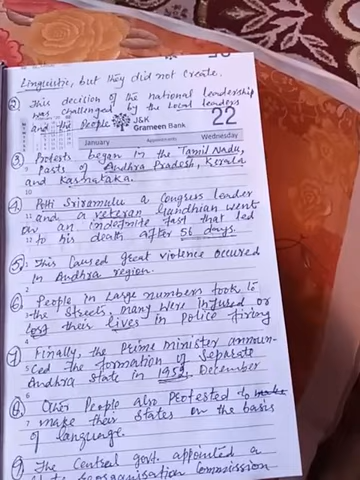 Linguistic, but they did not create.
② This decision of the national leadership
was challenged by the local leaders
and the People
J&K
Grameen Bank
22
January
Appointments
Wednesday
③ Protests began in the Tamil Nadu,
Parts of Andhra Pradesh, Kerala
and Karnataka.
④ Potti Sriramulu a Congress leader
and a veteran Gandhian went
on an indefinite fast that led
to his death after 56 days.
⑤ This Caused great violence occured
in Andhra region.
⑥ People in Large numbers took to
the streets, many were injured or
lost their lives in Police firing
⑦ Finally, the Prime minister announ-
ced the formation of Separate
Andhra state in 1952, December
⑧ Other People also Protested to make
make their states on the basis
of language.
⑨ The Central govt. appointed a
State Reorganisation Commission